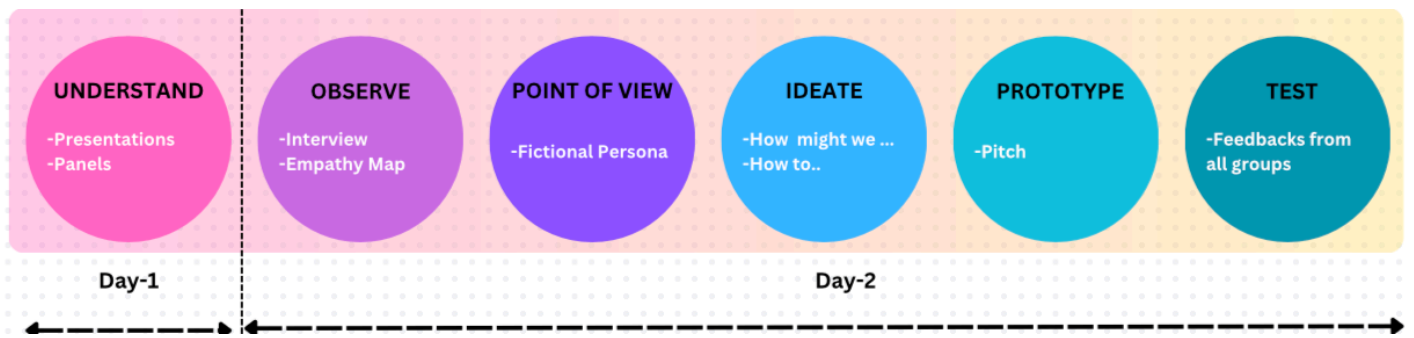 UNDERSTAND
-Presentations
-Panels
OBSERVE
-Interview
-Empathy Map
POINT OF VIEW
-Fictional Persona
IDEATE
-How might we ...
-How to..
PROTOTYPE
-Pitch
TEST
-Feedbacks from
all groups
Day-1
Day-2